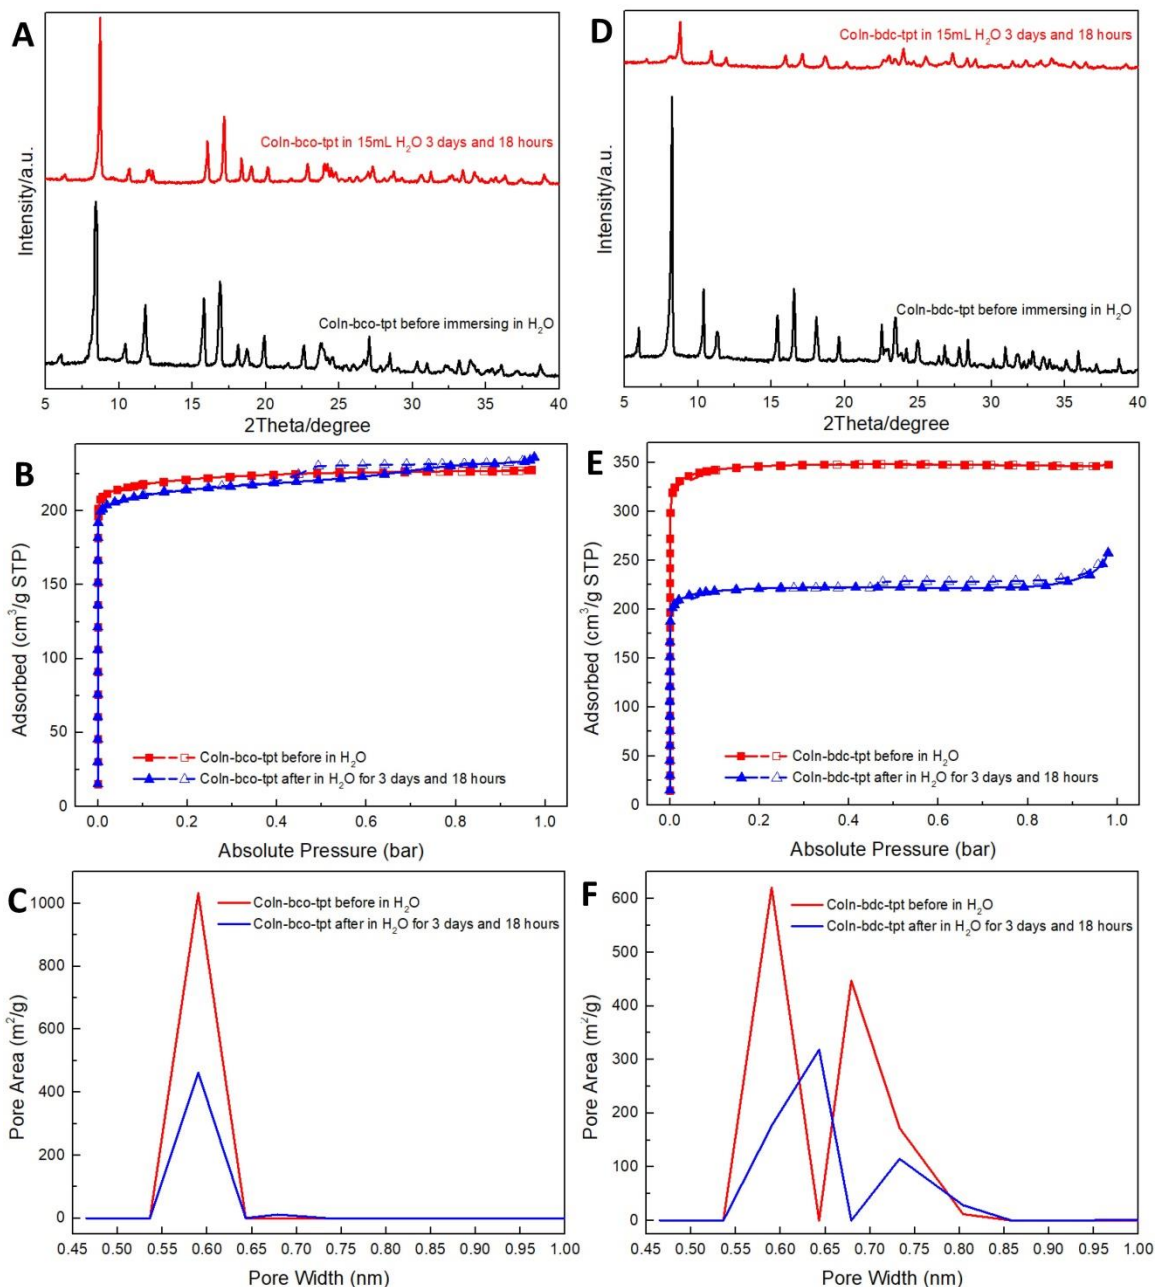 A
CoIn-bco-tpt in 15mL H₂O 3 days and 18 hours
CoIn-bco-tpt before immersing in H₂O
Intensity/a.u.
5 10 15 20 25 30 35 40
2Theta/degree
D
CoIn-bdc-tpt in 15mL H₂O 3 days and 18 hours
CoIn-bdc-tpt before immersing in H₂O
Intensity/a.u.
5 10 15 20 25 30 35 40
2Theta/degree
B
200
150
100
50
0
Adsorbed (cm³/g STP)
CoIn-bco-tpt before in H₂O
CoIn-bco-tpt after in H₂O for 3 days and 18 hours
0.0 0.2 0.4 0.6 0.8 1.0
Absolute Pressure (bar)
E
350
300
250
200
150
100
50
0
Adsorbed (cm³/g STP)
CoIn-bdc-tpt before in H₂O
CoIn-bdc-tpt after in H₂O for 3 days and 18 hours
0.0 0.2 0.4 0.6 0.8 1.0
Absolute Pressure (bar)
C
1000
800
600
400
200
0
Pore Area (m²/g)
CoIn-bco-tpt before in H₂O
CoIn-bco-tpt after in H₂O for 3 days and 18 hours
0.45 0.50 0.55 0.60 0.65 0.70 0.75 0.80 0.85 0.90 0.95 1.00
Pore Width (nm)
F
600
500
400
300
200
100
0
Pore Area (m²/g)
CoIn-bdc-tpt before in H₂O
CoIn-bdc-tpt after in H₂O for 3 days and 18 hours
0.45 0.50 0.55 0.60 0.65 0.70 0.75 0.80 0.85 0.90 0.95 1.00
Pore Width (nm)